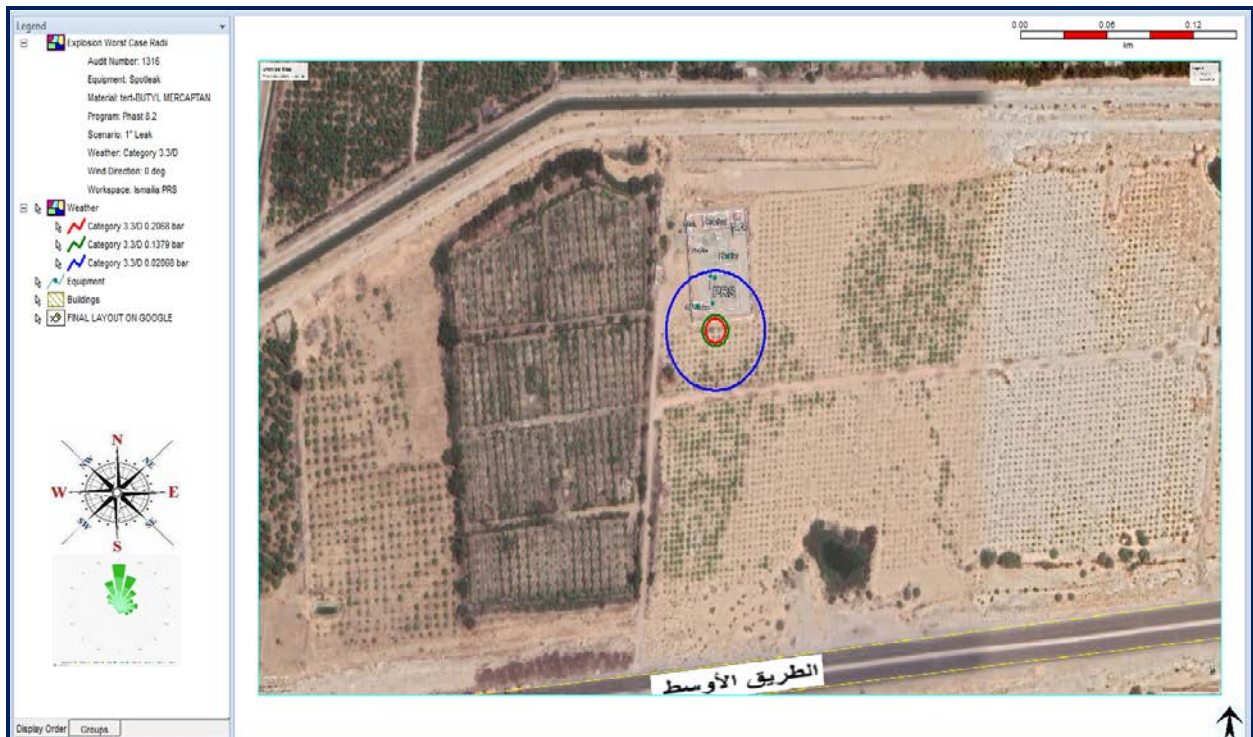 Legend
Explosion Worst Case Radii
Audit Number: 1316
Equipment: Spotleak
Material: tert-BUTYL MERCAPTAN
Program: Phast 8.2
Scenario: 1" Leak
Weather: Category 3.3/D
Wind Direction: 0 deg
Workspace: Ismailia PRS
Weather
Category 3.3/D 0.2068 bar
Category 3.3/D 0.1379 bar
Category 3.3/D 0.02068 bar
Equipment
Buildings
FINAL LAYOUT ON GOOGLE
N
NW NE
W E
SW SE
S
Display Order Groups
0.00 0.06 0.12
km
PRS
الطريق الأوسط